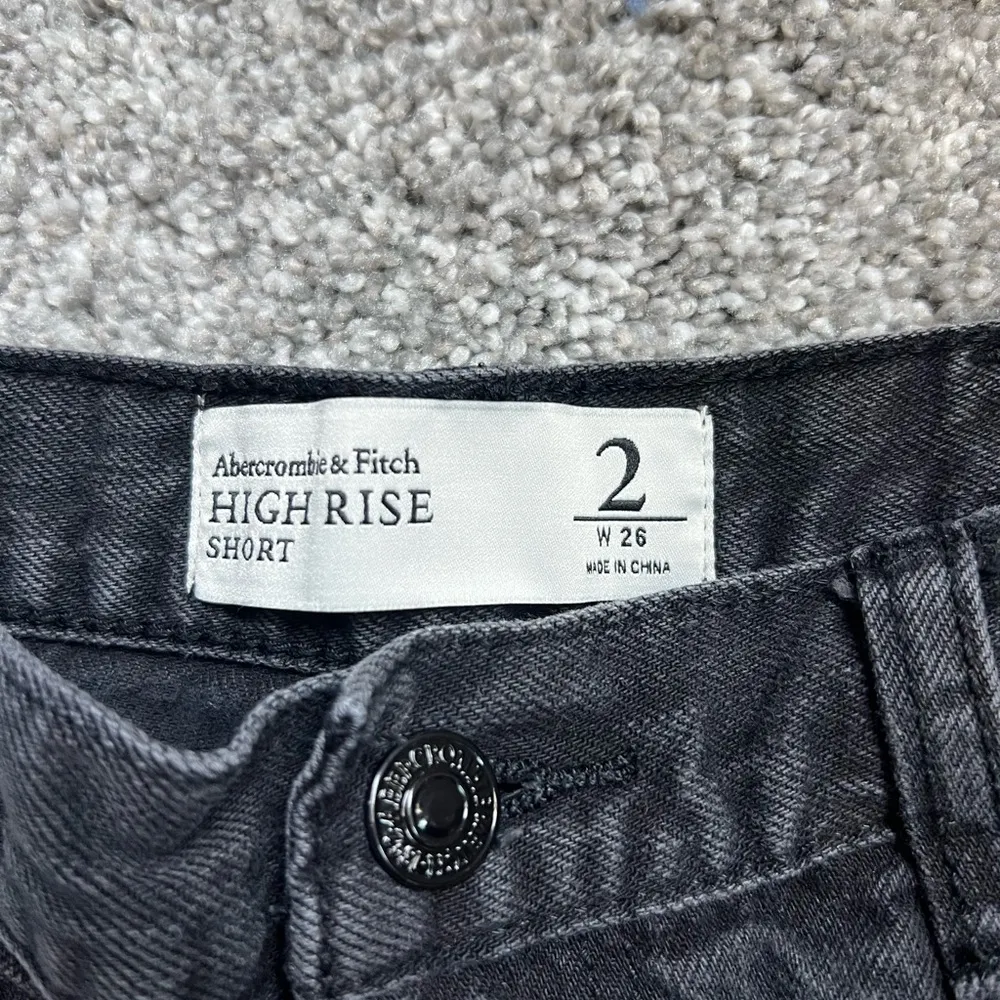 Abercrombie & Fitch
HIGH RISE
SHORT
2
W 26
MADE IN CHINA